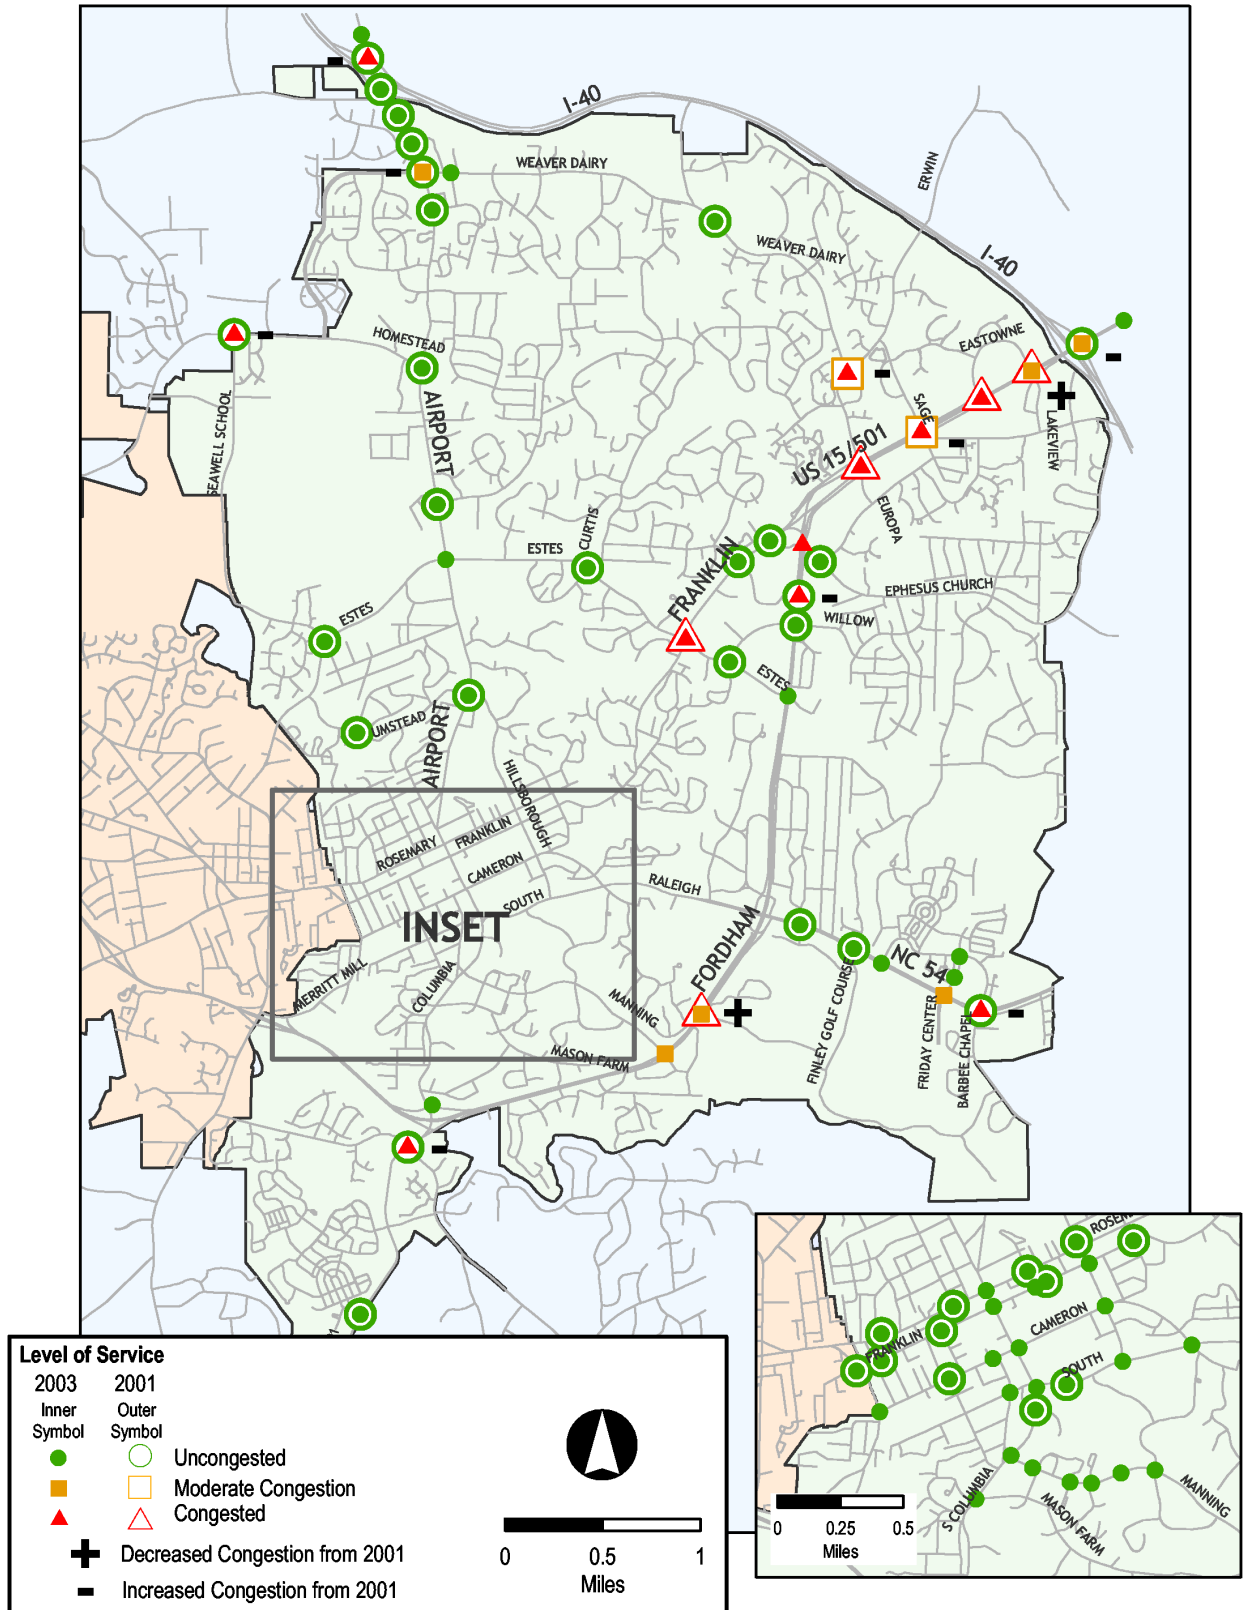 I-40
WEAVER DAIRY
ERWIN
WEAVER DAIRY
I-40
HOMESTEAD
EASTOWNE
AIRPORT
SEAWELL SCHOOL
SAGE
LAKEVIEW
US 15/501
EUROPA
CURTIS
ESTES
FRANKLIN
EPHESUS CHURCH
ESTES
WILLOW
ESTES
UMSTEAD
AIRPORT
HILLSBOROUGH
ROSEMARY
FRANKLIN
CAMERON
SOUTH
RALEIGH
INSET
FORDHAM
NC 54
MERRITT MILL
COLUMBIA
MANNING
MASON FARM
FINLEY GOLF COURSE
FRIDAY CENTER
BARBEE CHAPEL
FRANKLIN
CAMERON
SOUTH
S COLUMBIA
MASON FARM
MANNING
0 0.25 0.5
Miles
Level of Service
2003 2001
Inner Outer
Symbol Symbol
Uncongested
Moderate Congestion
Congested
Decreased Congestion from 2001
Increased Congestion from 2001
0 0.5 1
Miles